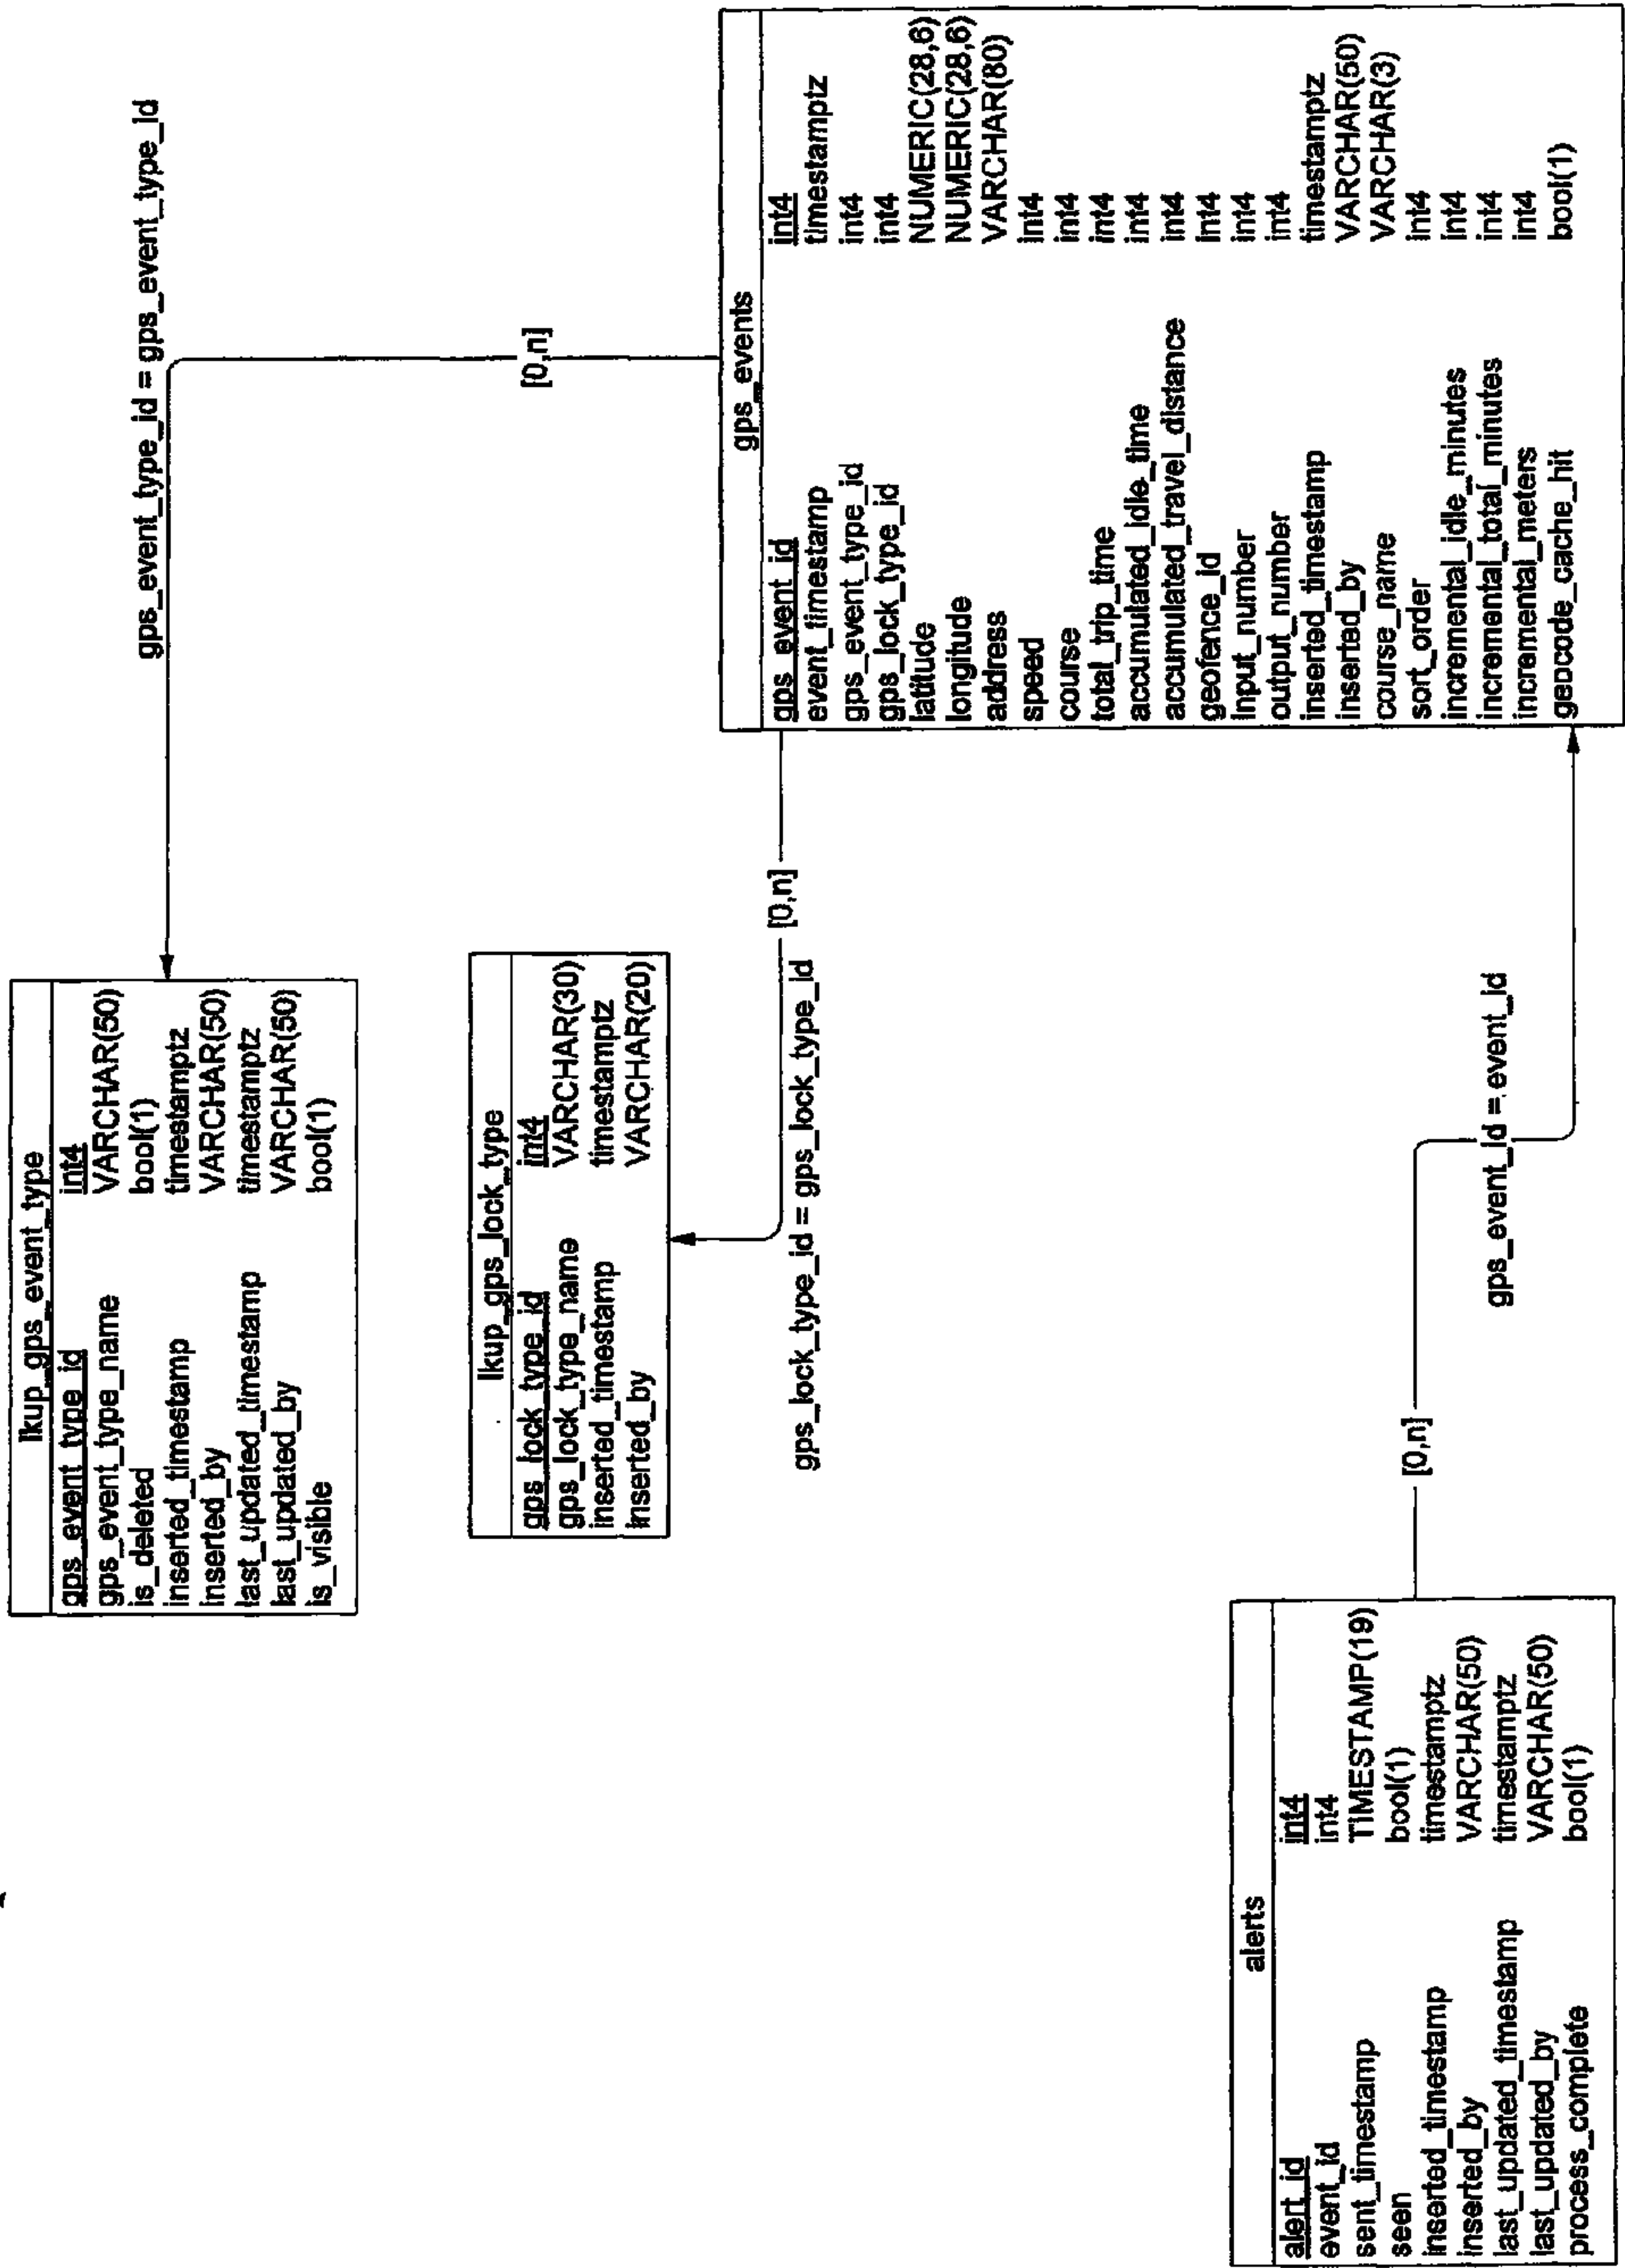 lkup_gps_event_type
gps_event_type_id int4
gps_event_type_name VARCHAR(50)
is_deleted bool(1)
inserted_timestamp timestamptz
inserted_by VARCHAR(50)
last_updated_timestamp timestamptz
last_updated_by VARCHAR(50)
is_visible bool(1)
gps_event_type_id = gps_event_type_id
[0,n]
lkup_gps_lock_type
gps_lock_type_id int4
gps_lock_type_name VARCHAR(30)
inserted_timestamp timestamptz
inserted_by VARCHAR(20)
[0,n]
gps_lock_type_id = gps_lock_type_id
gps_events
gps_event_id int4
event_timestamp timestamptz
gps_event_type_id int4
gps_lock_type_id int4
latitude NUMERIC(28,6)
longitude NUMERIC(28,6)
address VARCHAR(80)
speed int4
course int4
total_trip_time int4
accumulated_idle_time int4
accumulated_travel_distance int4
geofence_id int4
input_number int4
output_number int4
inserted_timestamp timestamptz
inserted_by VARCHAR(50)
course_name VARCHAR(3)
sort_order int4
incremental_idle_minutes int4
incremental_total_minutes int4
incremental_meters int4
geocode_cache_hit bool(1)
alerts
alert_id int4
event_id int4
sent_timestamp TIMESTAMP(19)
seen bool(1)
inserted_timestamp timestamptz
inserted_by VARCHAR(50)
last_updated_timestamp timestamptz
last_updated_by VARCHAR(50)
process_complete bool(1)
[0,n]
gps_event_id = event_id